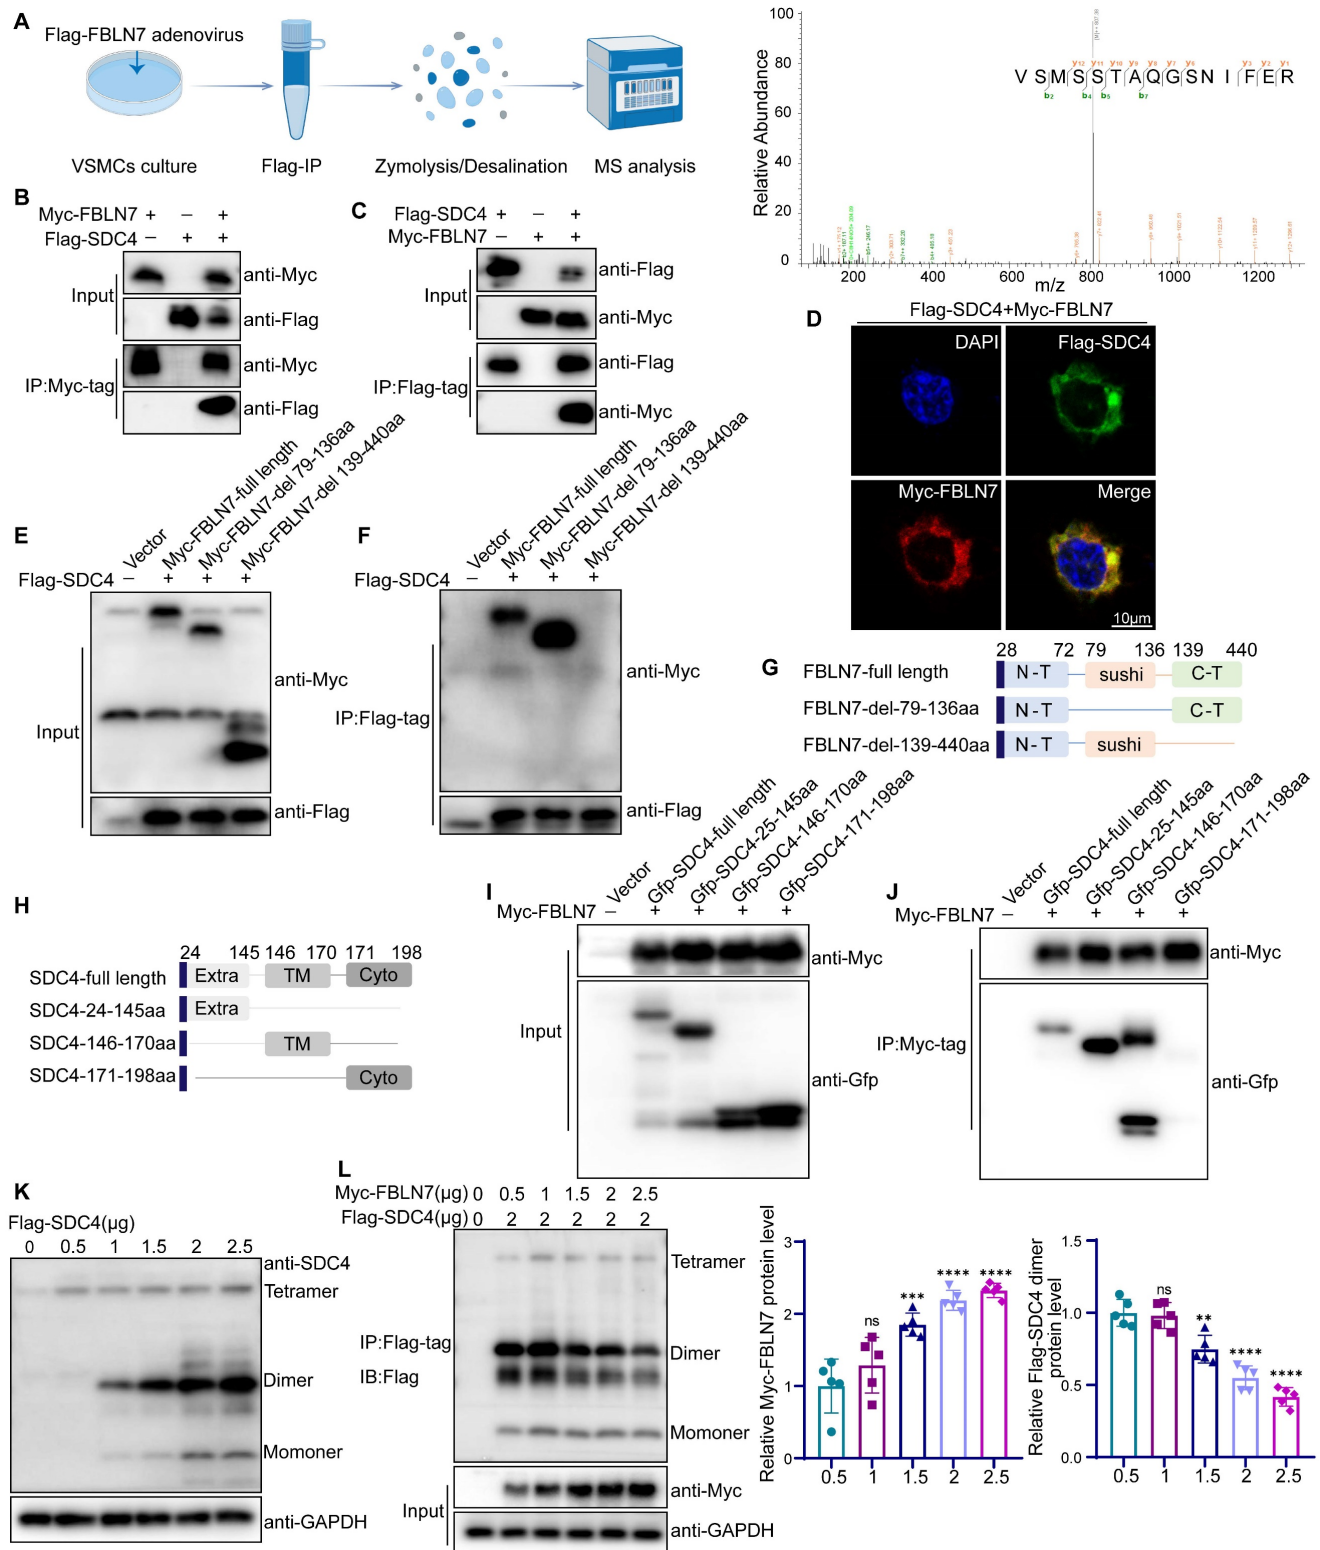 A
Flag-FBLN7 adenovirus
VSMCs culture
Flag-IP
Zymolysis/Desalination
MS analysis
Relative Abundance
100
80
60
40
20
0
200 400 600 800 1000 1200
m/z
y12 y11 y10 y9 y8 y7 y6 y3 y2 y1
V S M S S T A Q G S N I F E R
b2 b4 b5 b7
B
Myc-FBLN7 + – +
Flag-SDC4 – + +
Input
anti-Myc
anti-Flag
IP:Myc-tag
anti-Myc
anti-Flag
C
Flag-SDC4 + – +
Myc-FBLN7 – + +
Input
anti-Flag
anti-Myc
IP:Flag-tag
anti-Flag
anti-Myc
D
Flag-SDC4+Myc-FBLN7
DAPI
Flag-SDC4
Myc-FBLN7
Merge
10μm
E
Vector
Myc-FBLN7-full length
Myc-FBLN7-del 79-136aa
Myc-FBLN7-del 139-440aa
Flag-SDC4 – + + +
Input
anti-Myc
anti-Flag
F
Vector
Myc-FBLN7-full length
Myc-FBLN7-del 79-136aa
Myc-FBLN7-del 139-440aa
Flag-SDC4 – + + +
IP:Flag-tag
anti-Myc
anti-Flag
G
28 72 79 136 139 440
FBLN7-full length N-T sushi C-T
FBLN7-del-79-136aa N-T C-T
FBLN7-del-139-440aa N-T sushi
H
24 145 146 170 171 198
SDC4-full length Extra TM Cyto
SDC4-24-145aa Extra
SDC4-146-170aa TM
SDC4-171-198aa Cyto
I
Vector
Gfp-SDC4-full length
Gfp-SDC4-25-145aa
Gfp-SDC4-146-170aa
Gfp-SDC4-171-198aa
Myc-FBLN7 – + + + +
Input
anti-Myc
anti-Gfp
J
Vector
Gfp-SDC4-full length
Gfp-SDC4-25-145aa
Gfp-SDC4-146-170aa
Gfp-SDC4-171-198aa
Myc-FBLN7 – + + + +
IP:Myc-tag
anti-Myc
anti-Gfp
K
Flag-SDC4(μg)
0 0.5 1 1.5 2 2.5
anti-SDC4
Tetramer
Dimer
Momoner
anti-GAPDH
L
Myc-FBLN7(μg) 0 0.5 1 1.5 2 2.5
Flag-SDC4(μg) 0 2 2 2 2 2
Tetramer
IP:Flag-tag
Dimer
IB:Flag
Momoner
Input
anti-Myc
anti-GAPDH
Relative Myc-FBLN7 protein level
3
2
1
0
ns *** **** ****
0.5 1 1.5 2 2.5
Relative Flag-SDC4 dimer
protein level
1.5
1.0
0.5
0.0
ns ** **** ****
0.5 1 1.5 2 2.5